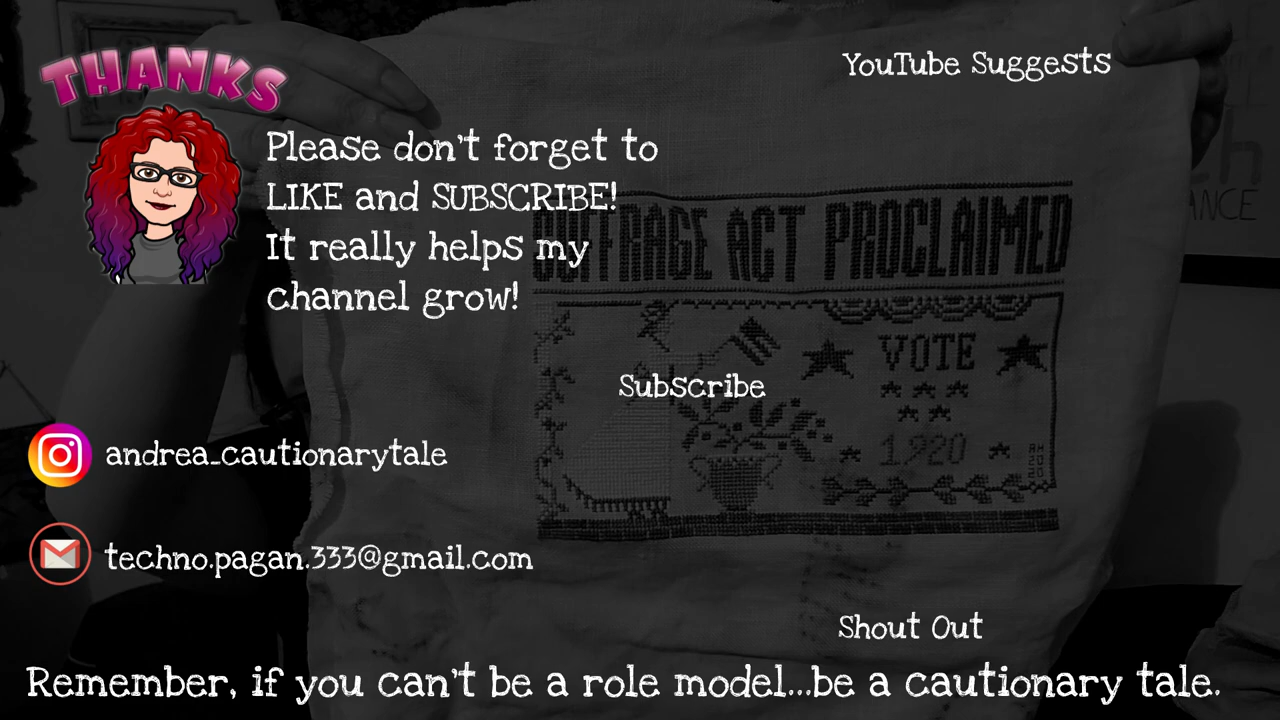 THANKS
YouTube Suggests
Please don't forget to
LIKE and SUBSCRIBE!
It really helps my
channel grow!
ACT PROCLAIMED
VOTE
1920
Subscribe
andrea_cautionarytale
techno.pagan.333@gmail.com
Shout Out
Remember, if you can't be a role model...be a cautionary tale.